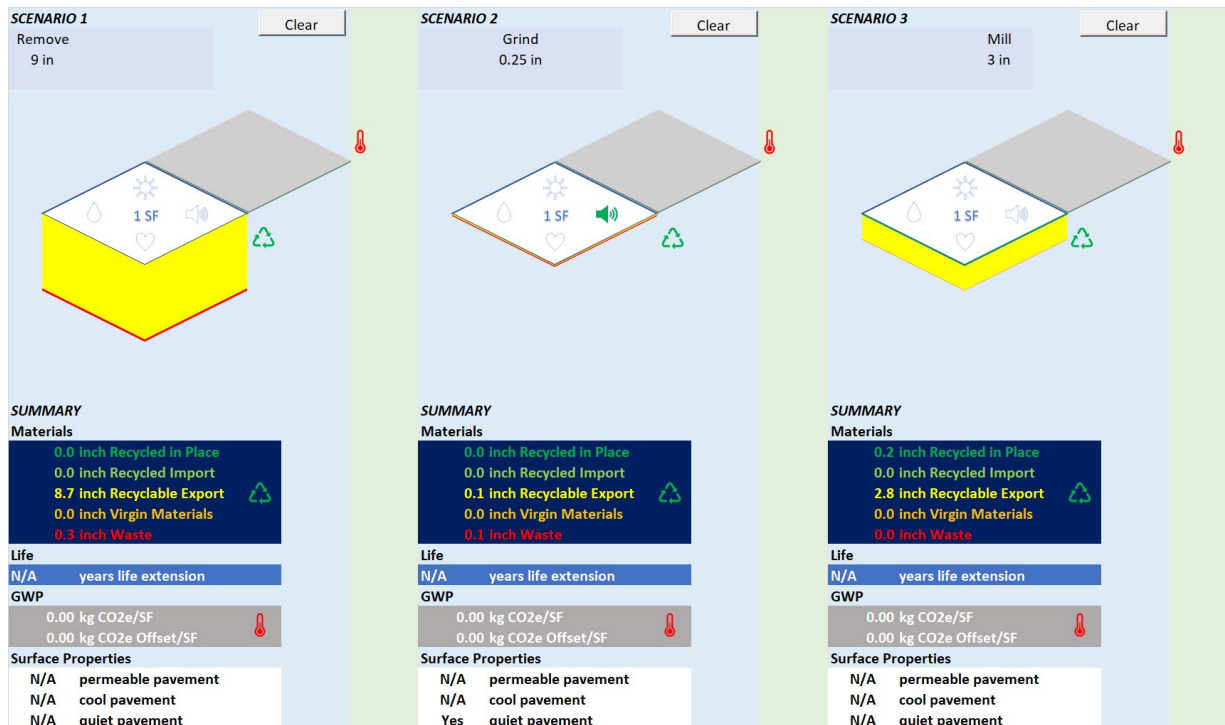 SCENARIO 1
Clear
Remove
9 in
1 SF
SUMMARY
Materials
0.0 inch Recycled in Place
0.0 inch Recycled Import
8.7 inch Recyclable Export
0.0 inch Virgin Materials
0.3 inch Waste
Life
N/A years life extension
GWP
0.00 kg CO2e/SF
0.00 kg CO2e Offset/SF
Surface Properties
N/A permeable pavement
N/A cool pavement
N/A quiet pavement
SCENARIO 2
Clear
Grind
0.25 in
1 SF
SUMMARY
Materials
0.0 inch Recycled in Place
0.0 inch Recycled Import
0.1 inch Recyclable Export
0.0 inch Virgin Materials
0.1 inch Waste
Life
N/A years life extension
GWP
0.00 kg CO2e/SF
0.00 kg CO2e Offset/SF
Surface Properties
N/A permeable pavement
N/A cool pavement
Yes quiet pavement
SCENARIO 3
Clear
Mill
3 in
1 SF
SUMMARY
Materials
0.2 inch Recycled in Place
0.0 inch Recycled Import
2.8 inch Recyclable Export
0.0 inch Virgin Materials
0.0 inch Waste
Life
N/A years life extension
GWP
0.00 kg CO2e/SF
0.00 kg CO2e Offset/SF
Surface Properties
N/A permeable pavement
N/A cool pavement
N/A quiet pavement